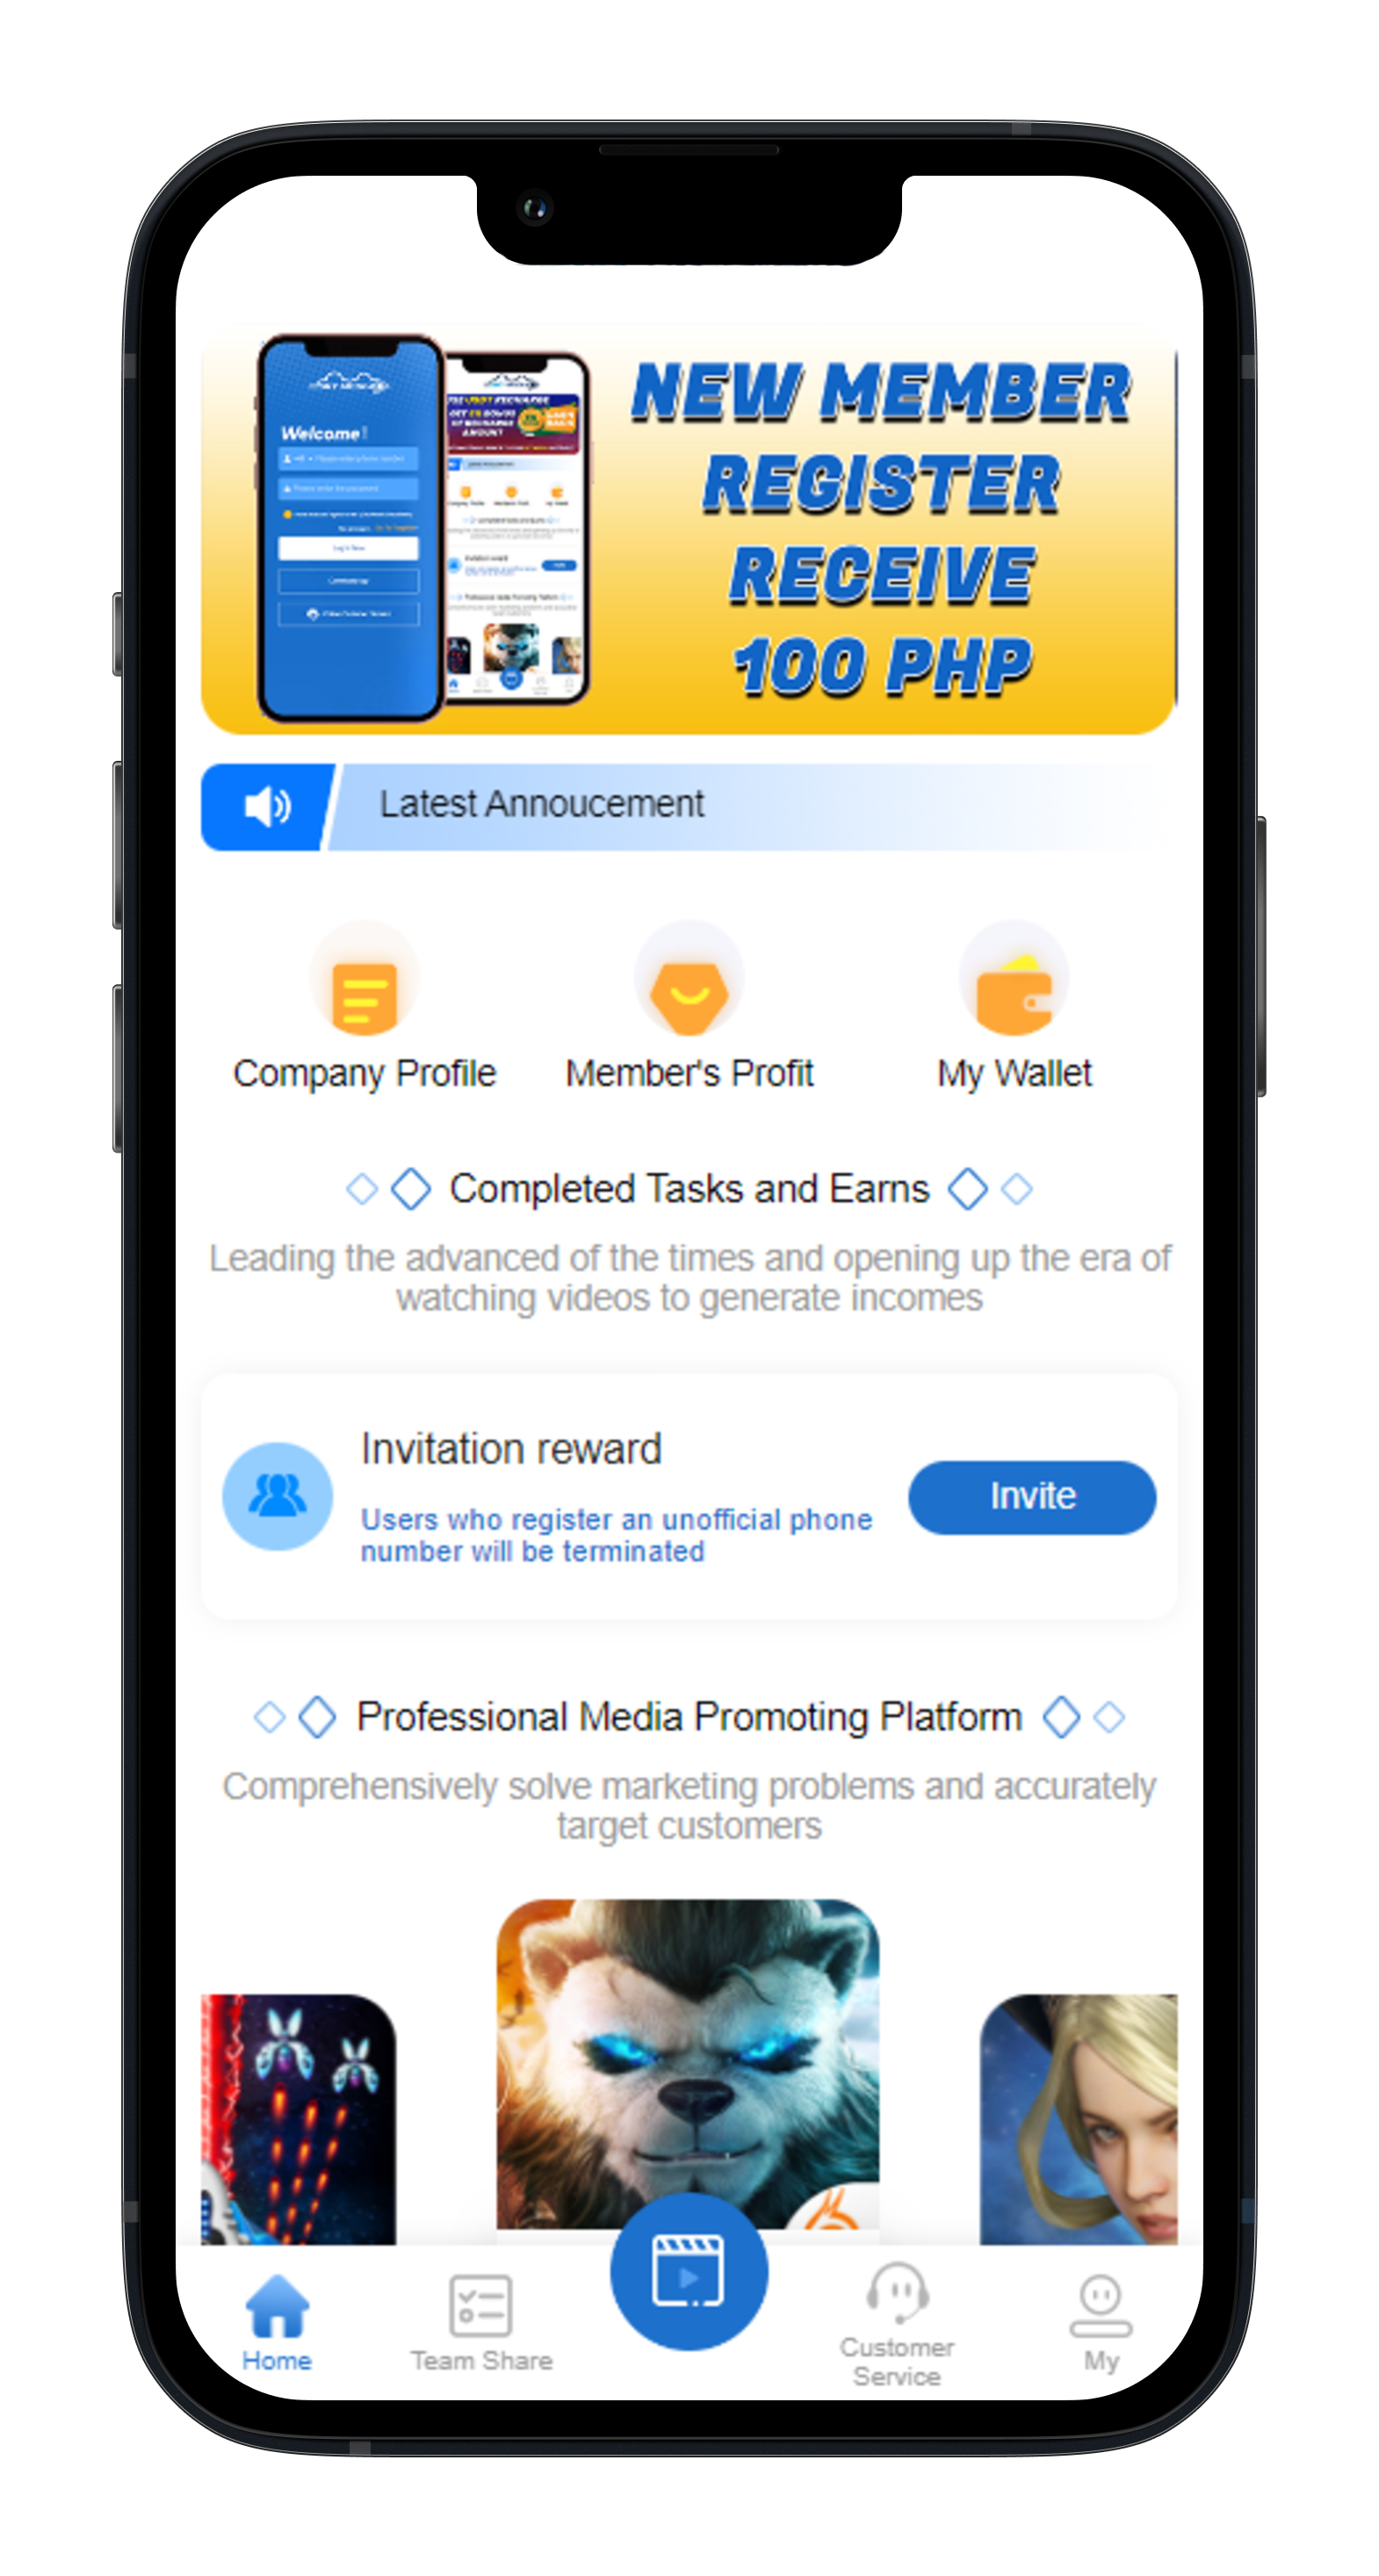 Welcome!
NEW MEMBER
REGISTER
RECEIVE
100 PHP
Latest Annoucement
Company Profile
Member's Profit
My Wallet
Completed Tasks and Earns
Leading the advanced of the times and opening up the era of
watching videos to generate incomes
Invitation reward
Users who register an unofficial phone
number will be terminated
Invite
Professional Media Promoting Platform
Comprehensively solve marketing problems and accurately
target customers
Home
Team Share
Customer
Service
My